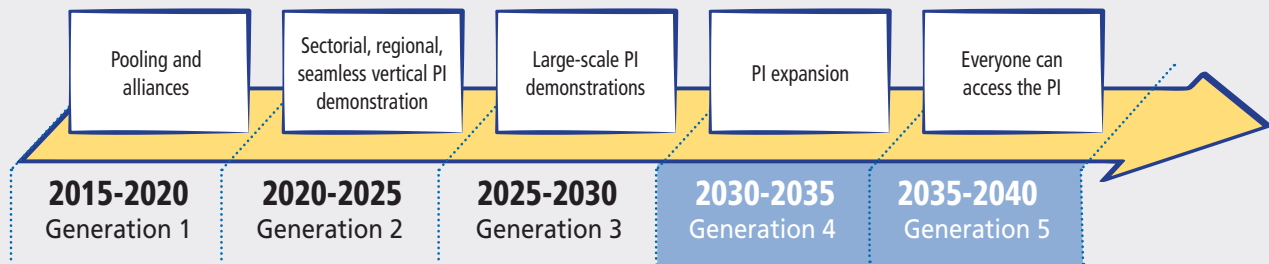 Pooling and
alliances
Sectorial, regional,
seamless vertical PI
demonstration
Large-scale PI
demonstrations
PI expansion
Everyone can
access the PI
2015-2020
Generation 1
2020-2025
Generation 2
2025-2030
Generation 3
2030-2035
Generation 4
2035-2040
Generation 5